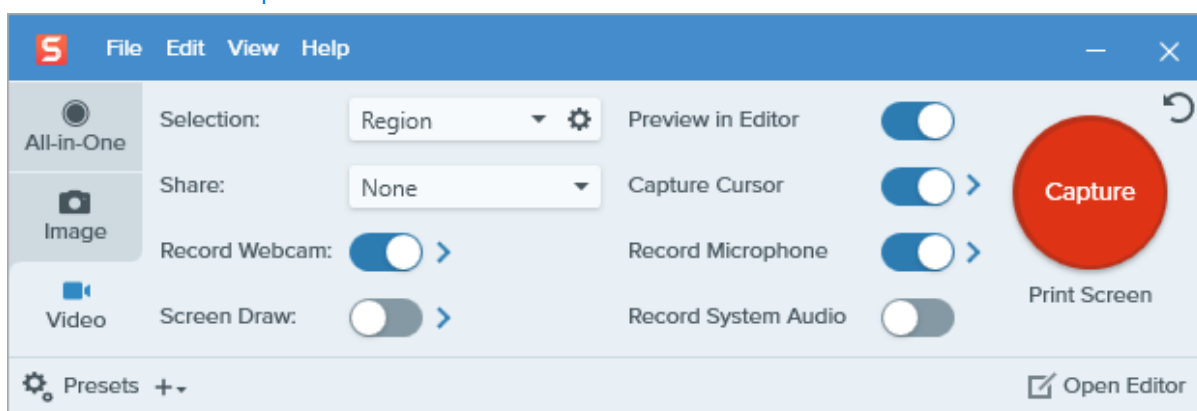 S File Edit View Help
All-in-One
Image
Video
Selection: Region
Share: None
Record Webcam:
Screen Draw:
Preview in Editor
Capture Cursor
Record Microphone
Record System Audio
Capture
Print Screen
Presets
Open Editor